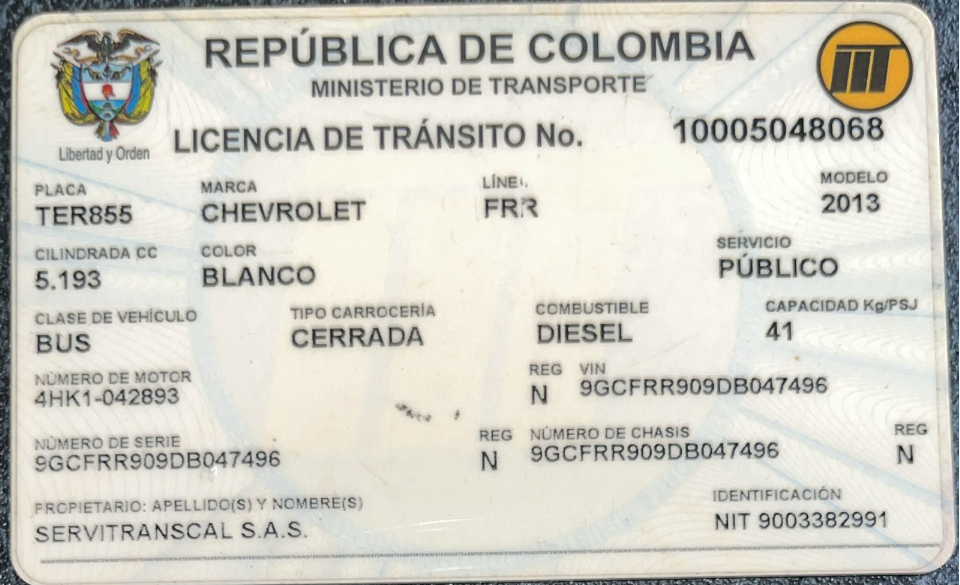 REPÚBLICA DE COLOMBIA
MINISTERIO DE TRANSPORTE
Libertad y Orden
LICENCIA DE TRÁNSITO No. 10005048068
PLACA MARCA LÍNEA MODELO
TER855 CHEVROLET FRR 2013
CILINDRADA CC COLOR SERVICIO
5.193 BLANCO PÚBLICO
CLASE DE VEHÍCULO TIPO CARROCERÍA COMBUSTIBLE CAPACIDAD Kg/PSJ
BUS CERRADA DIESEL 41
NÚMERO DE MOTOR REG VIN
4HK1-042893 N 9GCFRR909DB047496
NÚMERO DE SERIE REG NÚMERO DE CHASIS REG
9GCFRR909DB047496 N 9GCFRR909DB047496 N
PROPIETARIO: APELLIDO(S) Y NOMBRE(S) IDENTIFICACIÓN
SERVITRANSCAL S.A.S. NIT 9003382991